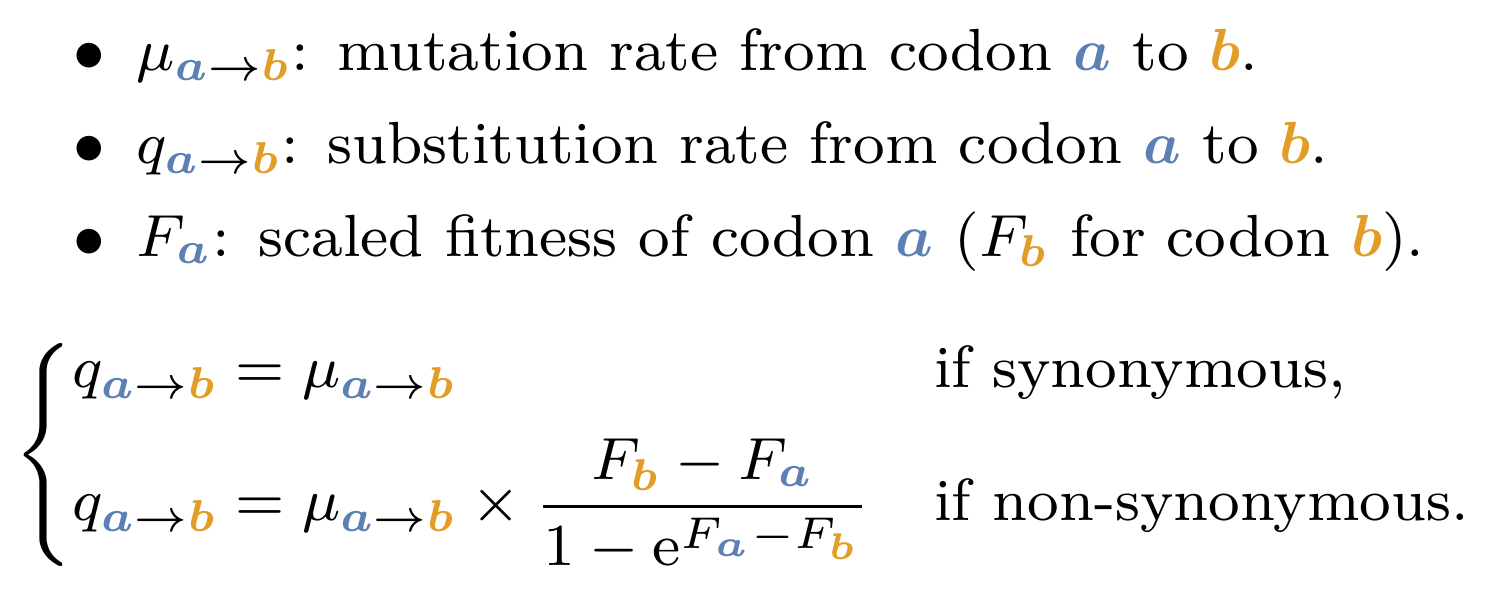 • μ_{a→b}: mutation rate from codon a to b.
• q_{a→b}: substitution rate from codon a to b.
• F_a: scaled fitness of codon a (F_b for codon b).
{ q_{a→b} = μ_{a→b} if synonymous,
q_{a→b} = μ_{a→b} × \frac{F_b − F_a}{1 − e^{F_a − F_b}} if non-synonymous.